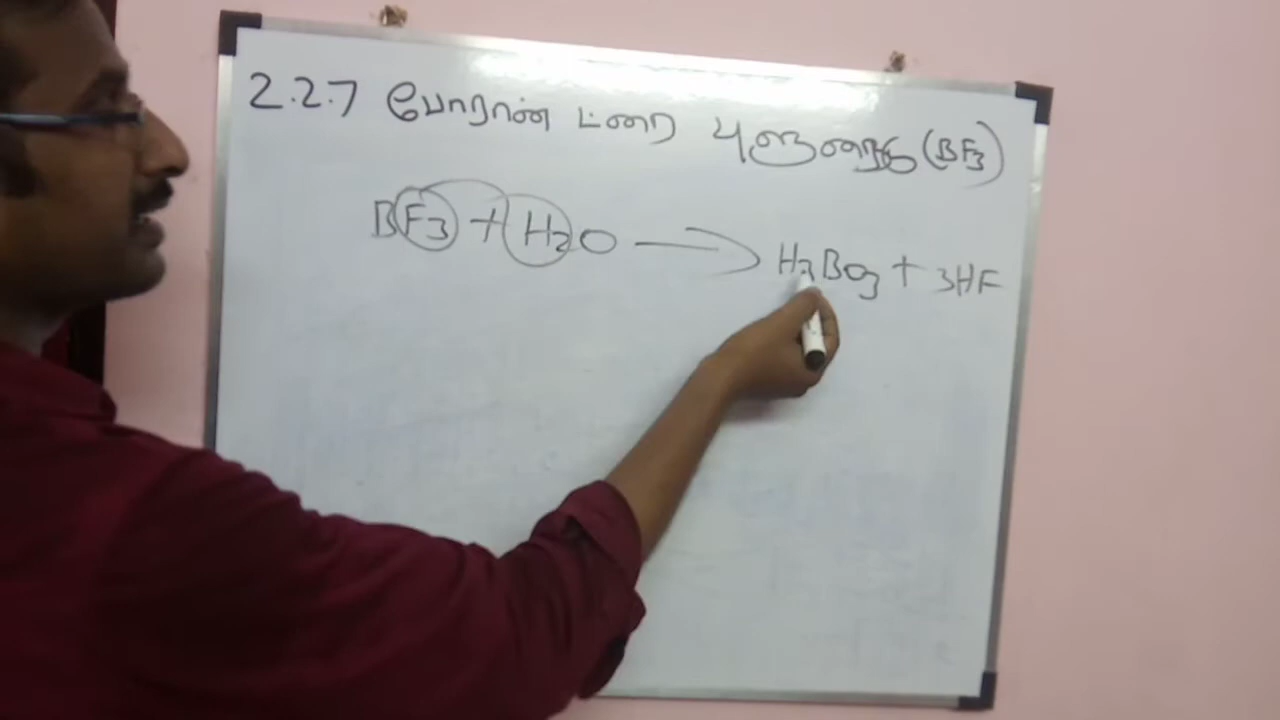 2.2.7 போரான் ட்ரை புளூரைடு (BF3)
BF3 + H2O → H3BO3 + 3HF